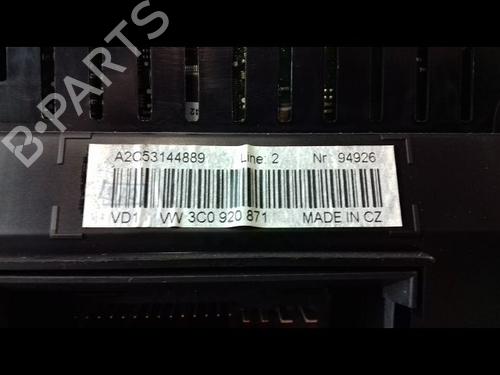 B-PARTS
A2C53144889 Line: 2 Nr: 94926
VD1 VW 3C0 920 871 MADE IN CZ